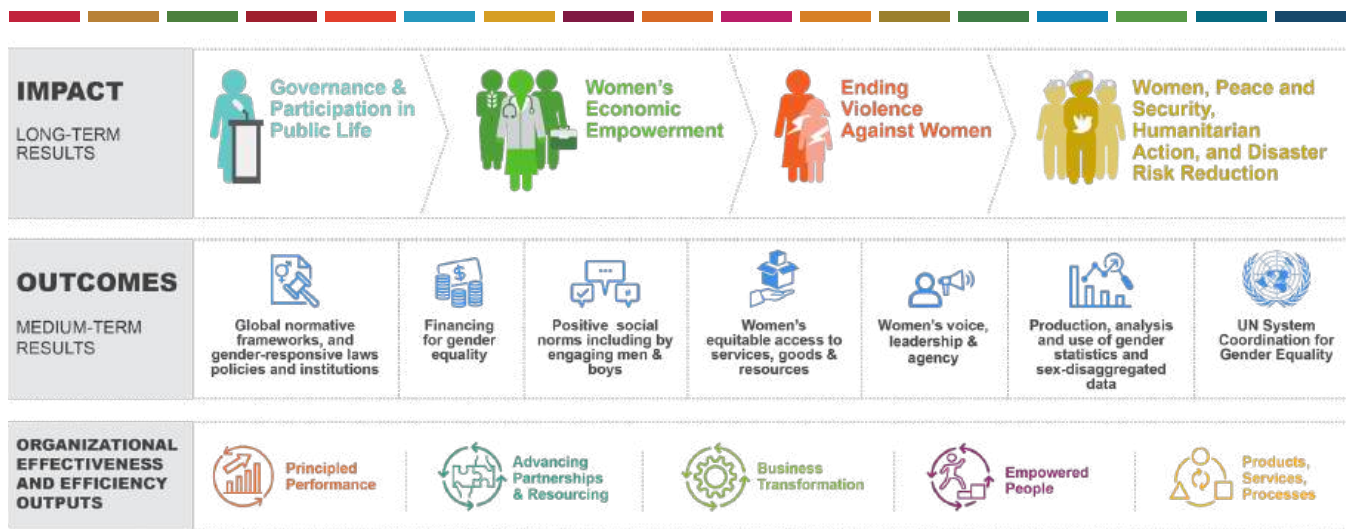 IMPACT
LONG-TERM
RESULTS
Governance &
Participation in
Public Life
Women's
Economic
Empowerment
Ending
Violence
Against Women
Women, Peace and
Security,
Humanitarian
Action, and Disaster
Risk Reduction
OUTCOMES
MEDIUM-TERM
RESULTS
Global normative
frameworks, and
gender-responsive laws
policies and institutions
Financing
for gender
equality
Positive social
norms including by
engaging men &
boys
Women's
equitable access to
services, goods &
resources
Women's voice,
leadership &
agency
Production, analysis
and use of gender
statistics and
sex-disaggregated
data
UN System
Coordination for
Gender Equality
ORGANIZATIONAL
EFFECTIVENESS
AND EFFICIENCY
OUTPUTS
Principled
Performance
Advancing
Partnerships
& Resourcing
Business
Transformation
Empowered
People
Products,
Services,
Processes